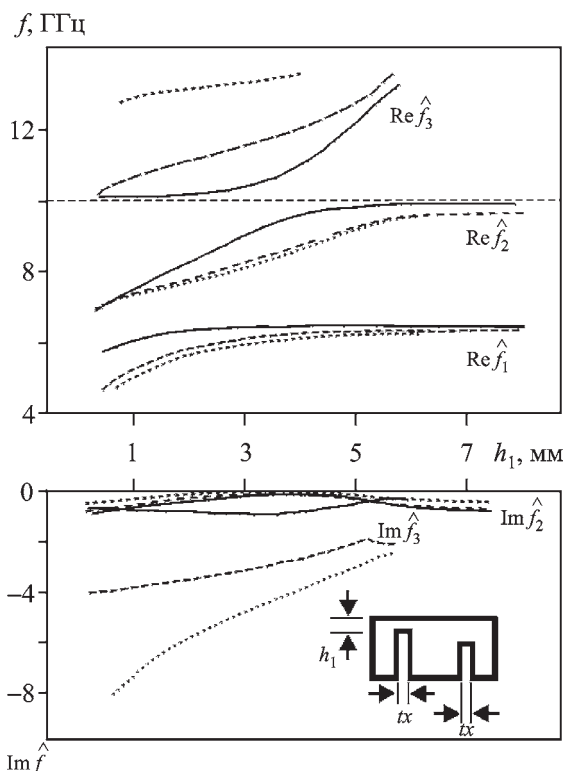 f, ГГц
12
8
4
Re f̂₃
Re f̂₂
Re f̂₁
1 3 5 7 h₁, мм
0
−4
−8
Im f̂₂
Im f̂₃
h₁
tx
tx
Im f̂